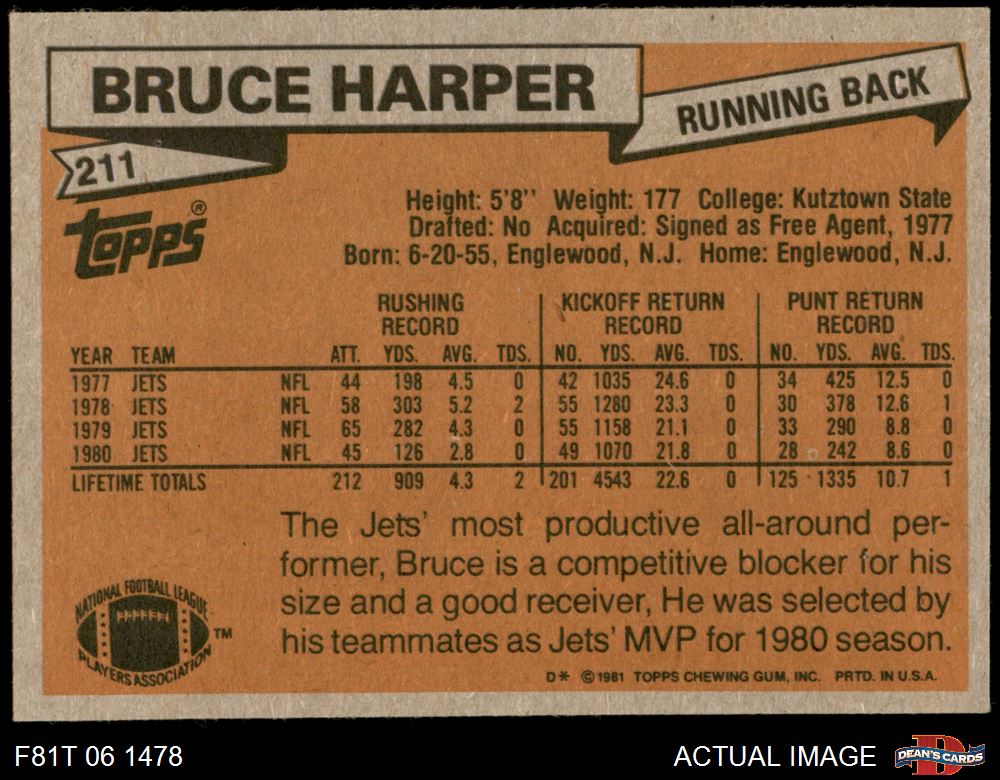 BRUCE HARPER
RUNNING BACK
211
TOPPS®
Height: 5'8'' Weight: 177 College: Kutztown State
Drafted: No Acquired: Signed as Free Agent, 1977
Born: 6-20-55, Englewood, N.J. Home: Englewood, N.J.
RUSHING RECORD KICKOFF RETURN RECORD PUNT RETURN RECORD
YEAR TEAM ATT. YDS. AVG. TDS. NO. YDS. AVG. TDS. NO. YDS. AVG. TDS.
1977 JETS NFL 44 198 4.5 0 42 1035 24.6 0 34 425 12.5 0
1978 JETS NFL 58 303 5.2 2 55 1280 23.3 0 30 378 12.6 1
1979 JETS NFL 65 282 4.3 0 55 1158 21.1 0 33 290 8.8 0
1980 JETS NFL 45 126 2.8 0 49 1070 21.8 0 28 242 8.6 0
LIFETIME TOTALS 212 909 4.3 2 201 4543 22.6 0 125 1335 10.7 1
The Jets' most productive all-around per-
former, Bruce is a competitive blocker for his
size and a good receiver, He was selected by
his teammates as Jets' MVP for 1980 season.
NATIONAL FOOTBALL LEAGUE
PLAYERS ASSOCIATION
TM
D* © 1981 TOPPS CHEWING GUM, INC. PRTD. IN U.S.A.
F81T 06 1478
ACTUAL IMAGE
DEAN'S CARDS